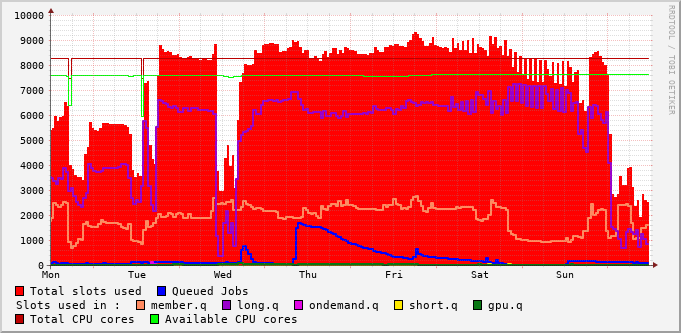 10000
9000
8000
7000
6000
5000
4000
3000
2000
1000
0
Mon Tue Wed Thu Fri Sat Sun
RRDTOOL / TOBI OETIKER
Total slots used Queued Jobs
Slots used in : member.q long.q ondemand.q short.q gpu.q
Total CPU cores Available CPU cores